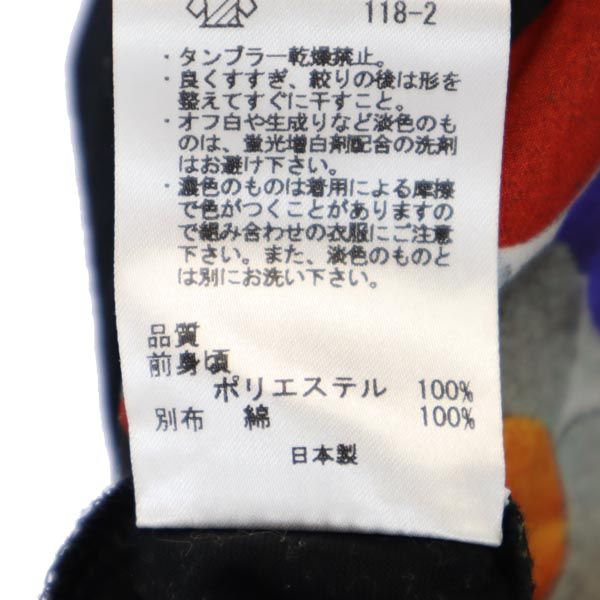 118-2
・タンブラー乾燥禁止。
・良くすすぎ、絞りの後は形を
整えてすぐに干すこと。
・オフ白や生成りなど淡色のも
のは、蛍光増白剤配合の洗剤
はお避け下さい。
・濃色のものは着用による摩擦
で色がつくことがありますの
で組み合わせの衣服にご注意
下さい。また、淡色のものと
は別にお洗い下さい。
品質
前身頃
ポリエステル 100%
別布 綿 100%
日本製